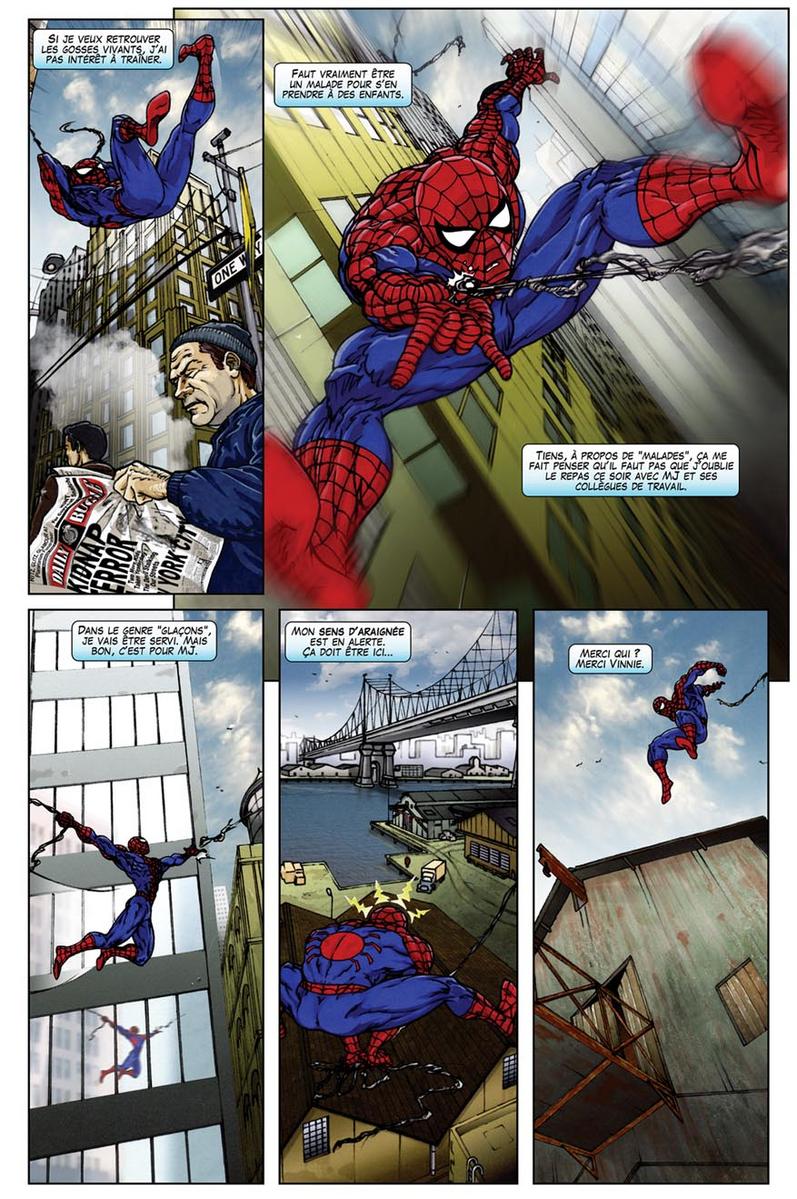 SI JE VEUX RETROUVER
LES GOSSES VIVANTS, J'AI
PAS INTÉRÊT À TRAÎNER.
ONE WA
DAILY BUGL
KIDNAP
ERROR
YORK CITY
FAUT VRAIMENT ÊTRE
UN MALADE POUR S'EN
PRENDRE À DES ENFANTS.
TIENS, À PROPOS DE "MALADES", ÇA ME
FAIT PENSER QU'IL FAUT PAS QUE J'OUBLIE
LE REPAS CE SOIR AVEC MJ ET SES
COLLÈGUES DE TRAVAIL.
DANS LE GENRE "GLAÇONS",
JE VAIS ÊTRE SERVI. MAIS
BON, C'EST POUR MJ.
MON SENS D'ARAIGNÉE
EST EN ALERTE.
ÇA DOIT ÊTRE ICI...
MERCI QUI ?
MERCI VINNIE.